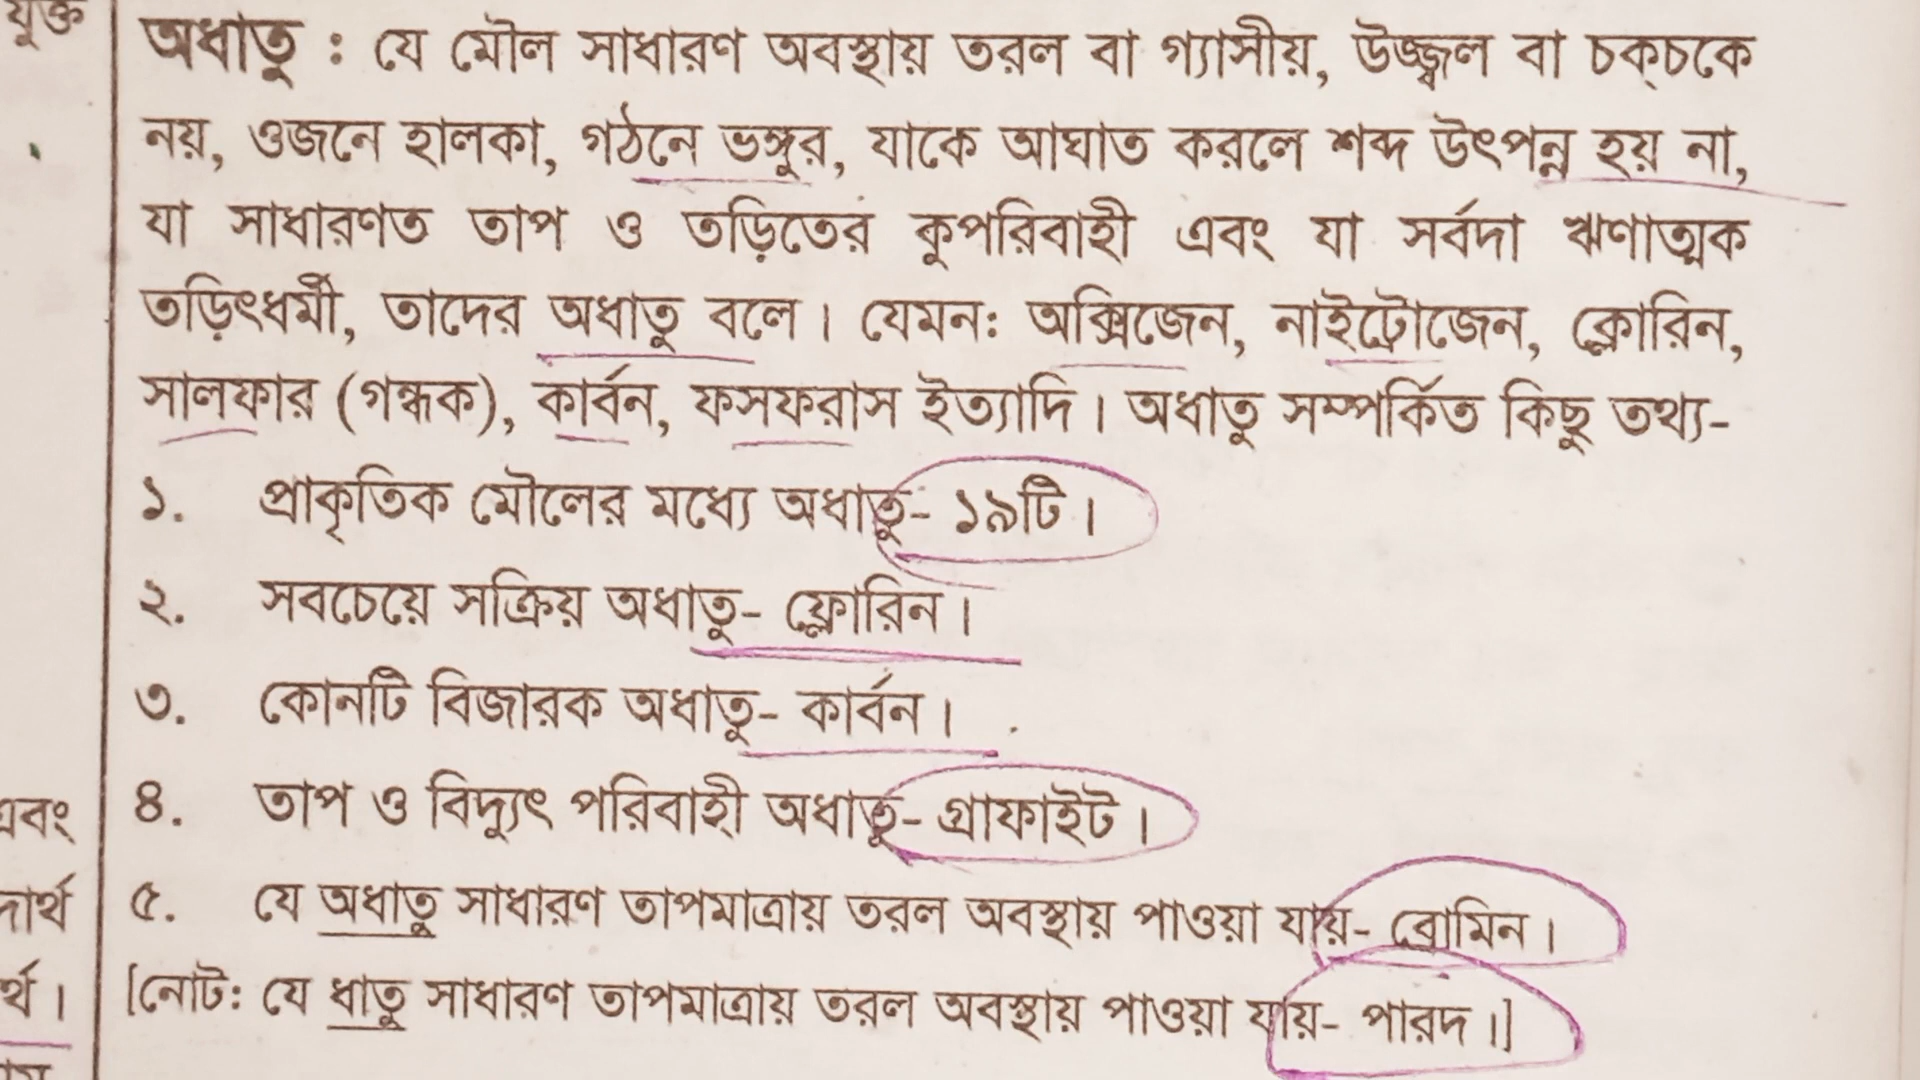 যুক্ত
অধাতু : যে মৌল সাধারণ অবস্থায় তরল বা গ্যাসীয়, উজ্জ্বল বা চক্চকে
নয়, ওজনে হালকা, গঠনে ভঙ্গুর, যাকে আঘাত করলে শব্দ উৎপন্ন হয় না,
যা সাধারণত তাপ ও তড়িতের কুপরিবাহী এবং যা সর্বদা ঋণাত্মক
তড়িৎধর্মী, তাদের অধাতু বলে। যেমন: অক্সিজেন, নাইট্রোজেন, ক্লোরিন,
সালফার (গন্ধক), কার্বন, ফসফরাস ইত্যাদি। অধাতু সম্পর্কিত কিছু তথ্য-
১. প্রাকৃতিক মৌলের মধ্যে অধাতু- ১৯টি।
২. সবচেয়ে সক্রিয় অধাতু- ফ্লোরিন।
৩. কোনটি বিজারক অধাতু- কার্বন।
এবং
৪. তাপ ও বিদ্যুৎ পরিবাহী অধাতু- গ্রাফাইট।
৫. যে অধাতু সাধারণ তাপমাত্রায় তরল অবস্থায় পাওয়া যায়- ব্রোমিন।
[নোট: যে ধাতু সাধারণ তাপমাত্রায় তরল অবস্থায় পাওয়া যায়- পারদ।]